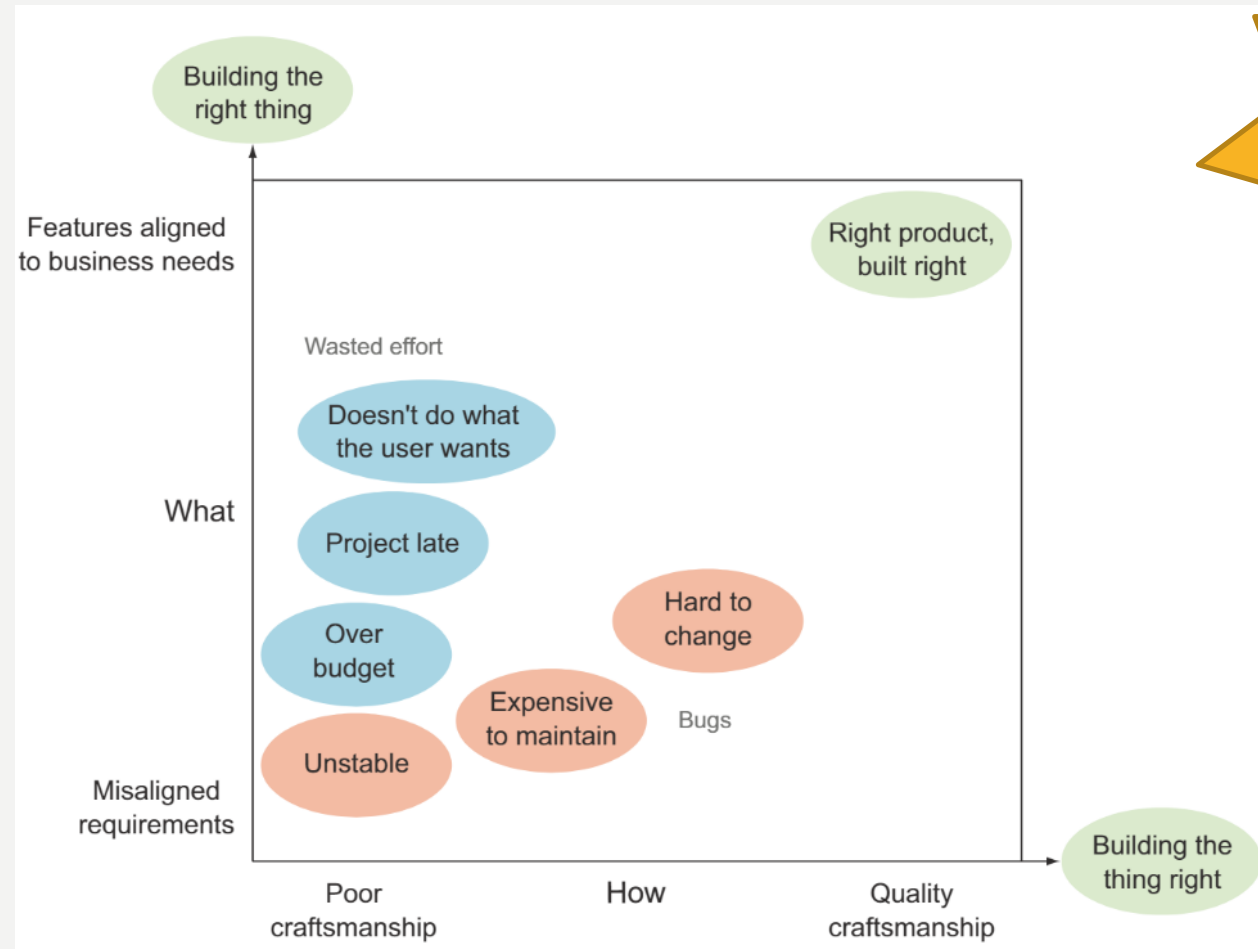 Building the
right thing
Features aligned
to business needs
Right product,
built right
Wasted effort
Doesn't do what
the user wants
What
Project late
Hard to
change
Over
budget
Expensive
to maintain
Bugs
Unstable
Misaligned
requirements
Building the
thing right
Poor
craftsmanship
How
Quality
craftsmanship